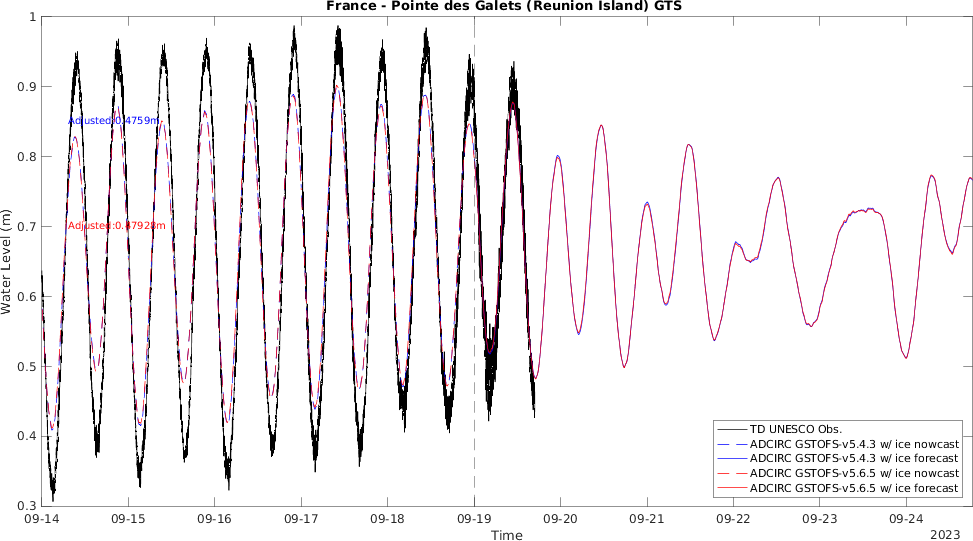 France - Pointe des Galets (Reunion Island) GTS
Water Level (m)
1
0.9
0.8
0.7
0.6
0.5
0.4
0.3
Adjusted:0.4759m
Adjusted:0.47928m
TD UNESCO Obs.
ADCIRC GSTOFS-v5.4.3 w/ ice nowcast
ADCIRC GSTOFS-v5.4.3 w/ ice forecast
ADCIRC GSTOFS-v5.6.5 w/ ice nowcast
ADCIRC GSTOFS-v5.6.5 w/ ice forecast
09-14 09-15 09-16 09-17 09-18 09-19 09-20 09-21 09-22 09-23 09-24
Time
2023